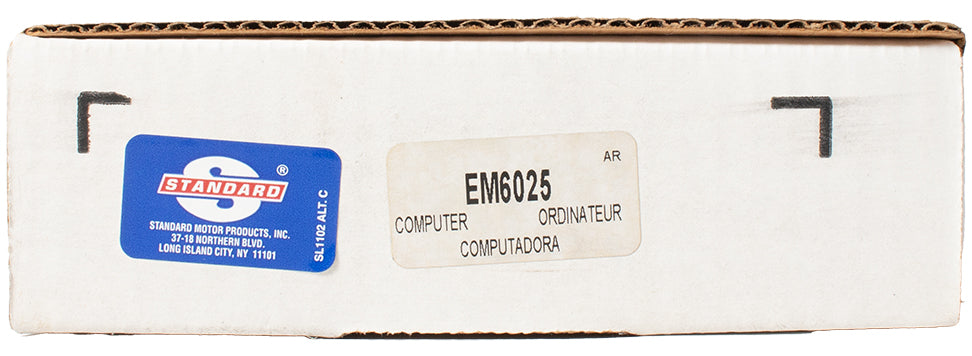 S
STANDARD®
STANDARD MOTOR PRODUCTS, INC.
37-18 NORTHERN BLVD.
LONG ISLAND CITY, NY 11101
SL1102 ALT. C
AR
EM6025
COMPUTER ORDINATEUR
COMPUTADORA